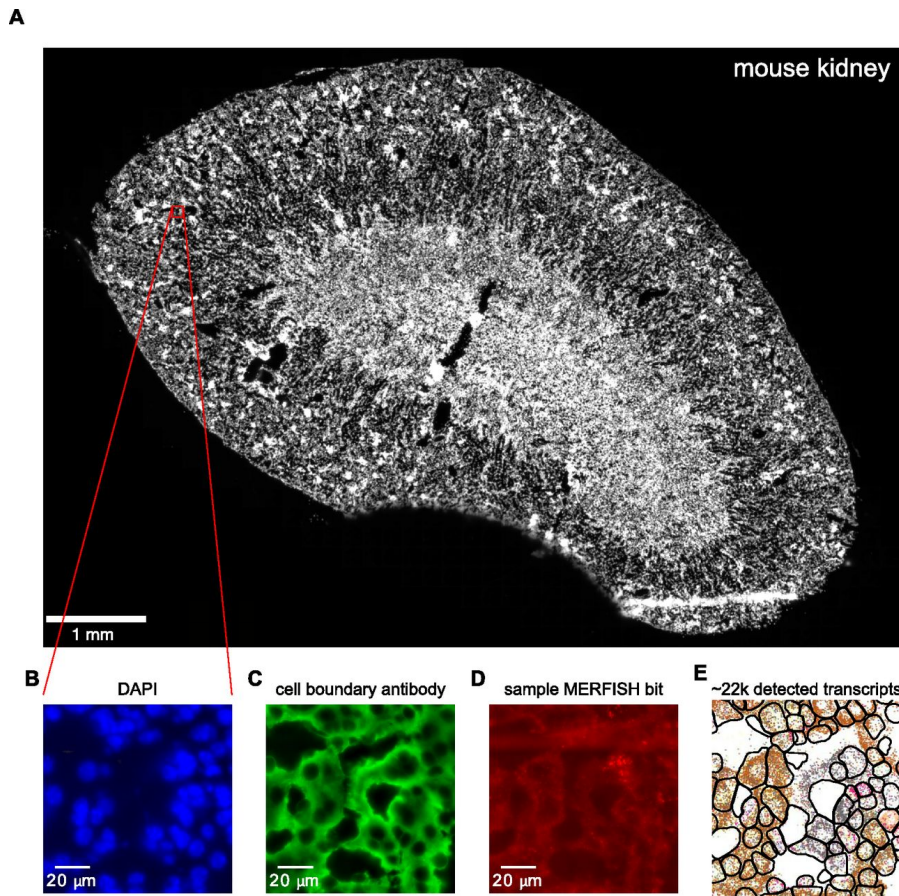 A
mouse kidney
1 mm
B
DAPI
C
cell boundary antibody
D
sample MERFISH bit
E
~22k detected transcripts
20 µm
20 µm
20 µm